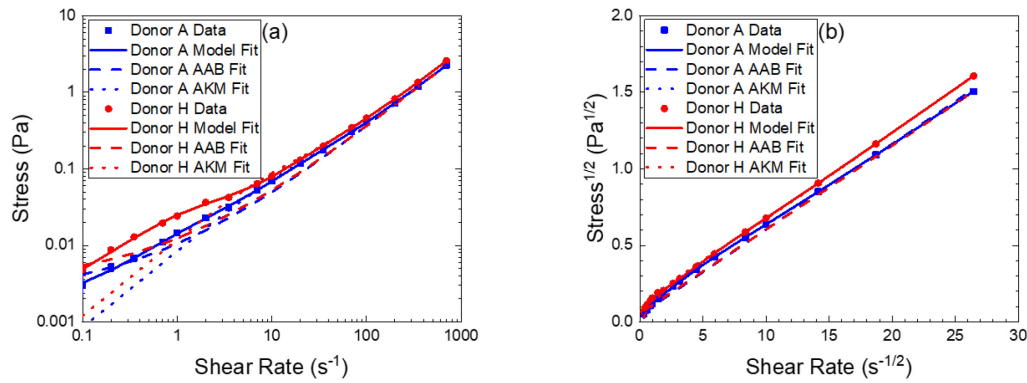 10
1
0.1
0.01
0.001
0.1
1
10
100
1000
Stress (Pa)
Shear Rate (s⁻¹)
(a)
Donor A Data
Donor A Model Fit
Donor A AAB Fit
Donor A AKM Fit
Donor H Data
Donor H Model Fit
Donor H AAB Fit
Donor H AKM Fit
2.0
1.5
1.0
0.5
0.0
0
5
10
15
20
25
30
Stress^{1/2} (Pa^{1/2})
Shear Rate (s^{-1/2})
(b)
Donor A Data
Donor A Model Fit
Donor A AAB Fit
Donor A AKM Fit
Donor H Data
Donor H Model Fit
Donor H AAB Fit
Donor H AKM Fit